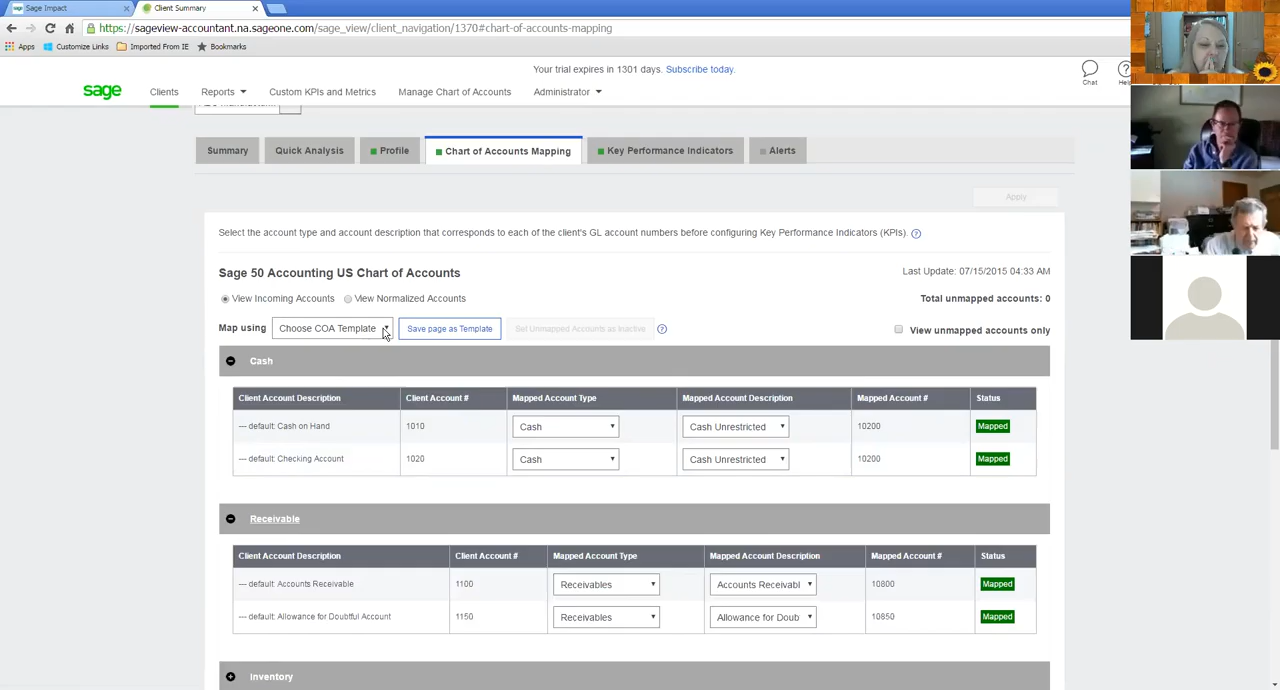 Sage Impact
Client Summary
https://sageview-accountant.na.sageone.com/sage_view/client_navigation/1370#chart-of-accounts-mapping
Apps Customize Links Imported From IE Bookmarks
Your trial expires in 1301 days. Subscribe today.
Chat
sage Clients Reports Custom KPIs and Metrics Manage Chart of Accounts Administrator
Summary Quick Analysis Profile Chart of Accounts Mapping Key Performance Indicators Alerts
Apply
Select the account type and account description that corresponds to each of the client's GL account numbers before configuring Key Performance Indicators (KPIs). ?
Sage 50 Accounting US Chart of Accounts Last Update: 07/15/2015 04:33 AM
View Incoming Accounts View Normalized Accounts Total unmapped accounts: 0
Map using Choose COA Template Save page as Template Set Unmapped Accounts as Inactive ? View unmapped accounts only
Cash
Client Account Description Client Account # Mapped Account Type Mapped Account Description Mapped Account # Status
--- default: Cash on Hand 1010 Cash Cash Unrestricted 10200 Mapped
--- default: Checking Account 1020 Cash Cash Unrestricted 10200 Mapped
Receivable
Client Account Description Client Account # Mapped Account Type Mapped Account Description Mapped Account # Status
--- default: Accounts Receivable 1100 Receivables Accounts Receivabl 10800 Mapped
--- default: Allowance for Doubtful Account 1150 Receivables Allowance for Doub 10850 Mapped
Inventory